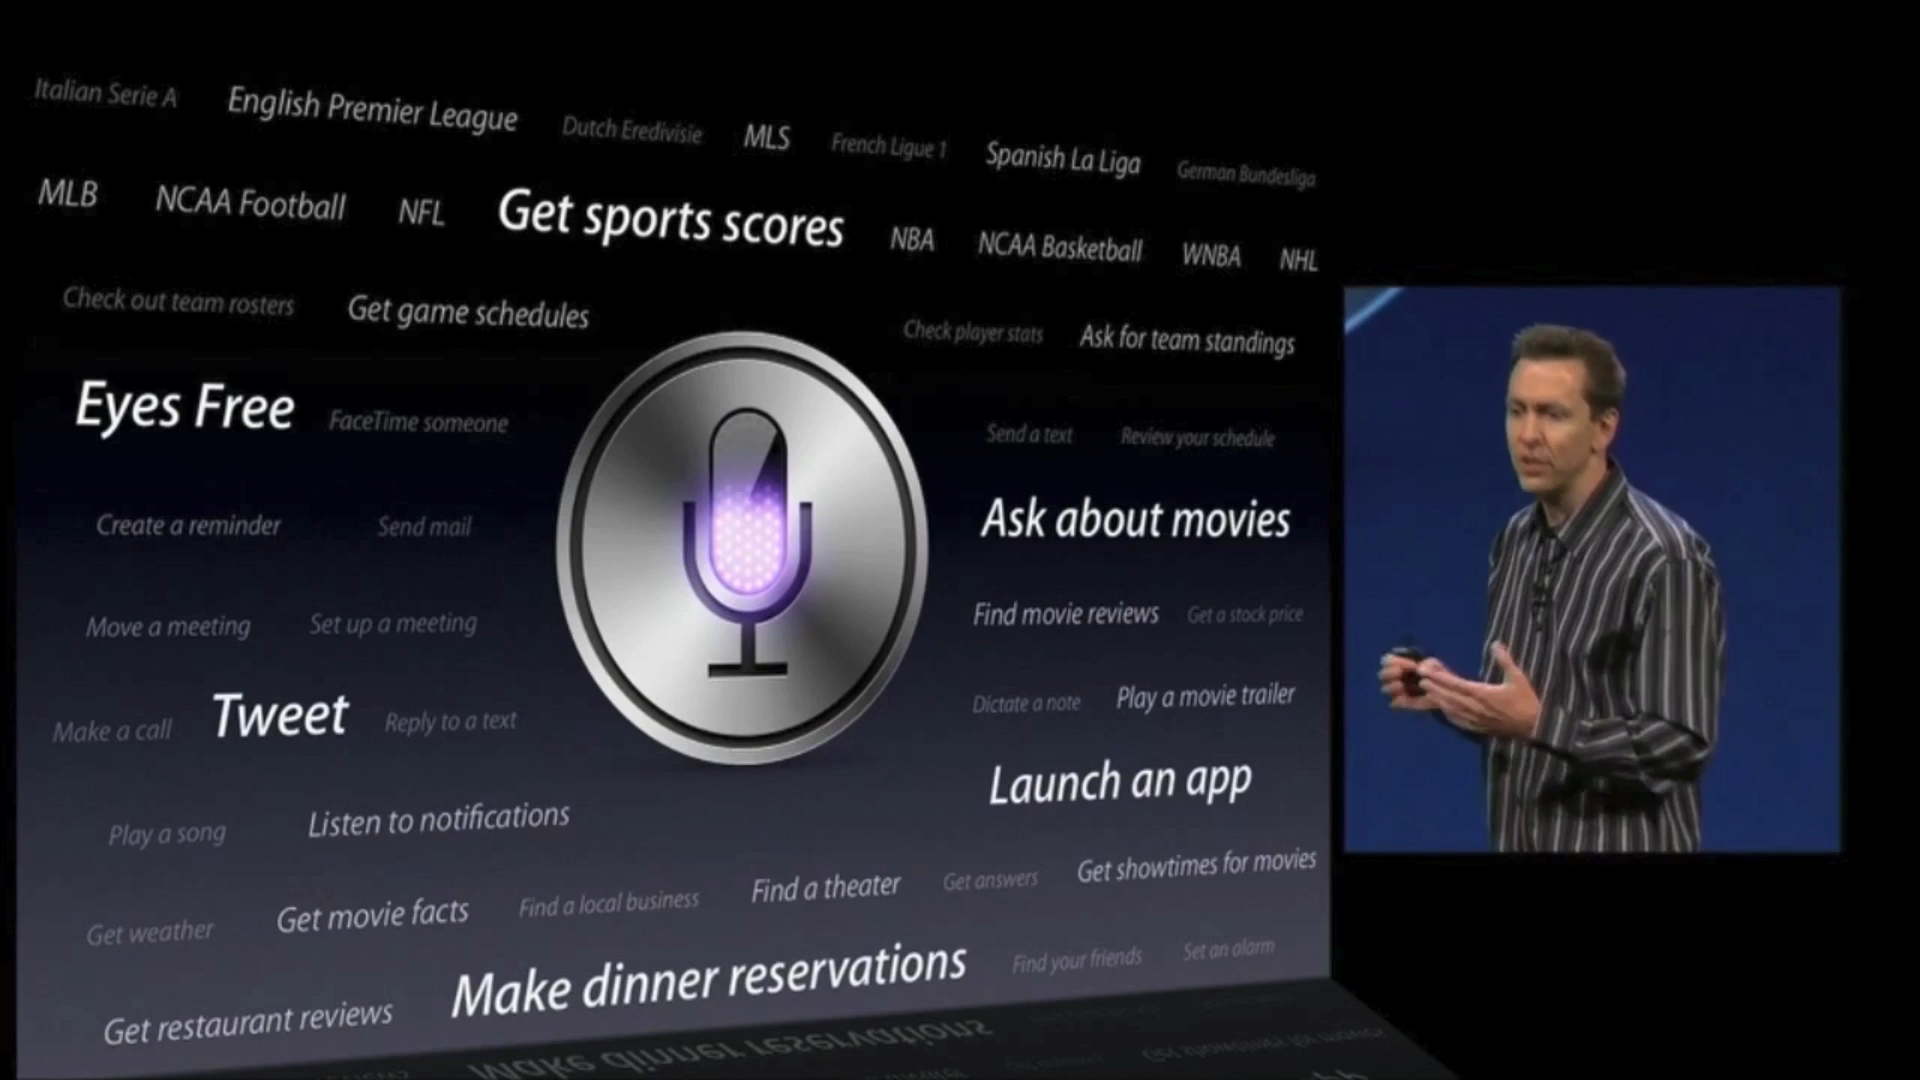 Italian Serie A English Premier League Dutch Eredivisie MLS French Ligue 1 Spanish La Liga German Bundesliga
MLB NCAA Football NFL Get sports scores NBA NCAA Basketball WNBA NHL
Check out team rosters Get game schedules Check player stats Ask for team standings
Eyes Free FaceTime someone Send a text Review your schedule
Create a reminder Send mail Ask about movies
Move a meeting Set up a meeting Find movie reviews Get a stock price
Make a call Tweet Reply to a text Dictate a note Play a movie trailer
Launch an app
Play a song Listen to notifications
Get weather Get movie facts Find a local business Find a theater Get answers Get showtimes for movies
Get restaurant reviews Make dinner reservations Find your friends Set an alarm